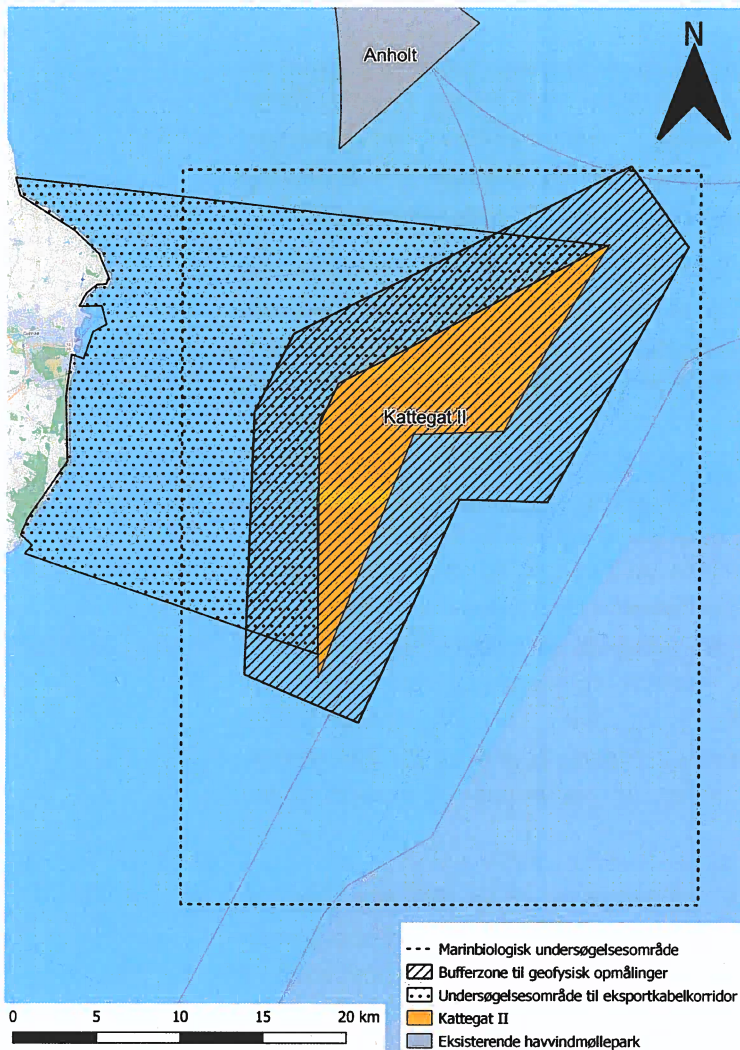 Anholt
N
Kattegat II
Marinbiologisk undersøgelsesområde
Bufferzone til geofysisk opmålinger
Undersøgelsesområde til eksportkabelkorridor
Kattegat II
Eksisterende havvindmøllepark
0 5 10 15 20 km